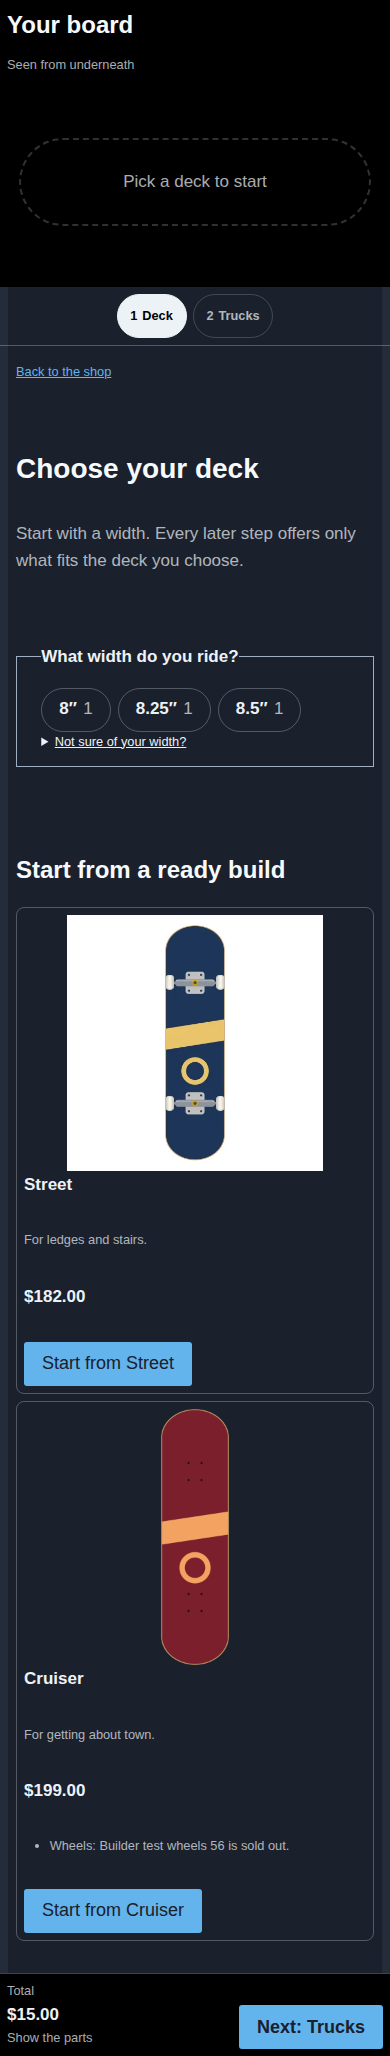 Your board
Seen from underneath
Pick a deck to start
1 Deck
2 Trucks
Back to the shop
Choose your deck
Start with a width. Every later step offers only
what fits the deck you choose.
What width do you ride?
8″ 1
8.25″ 1
8.5″ 1
Not sure of your width?
Start from a ready build
Street
For ledges and stairs.
$182.00
Start from Street
Cruiser
For getting about town.
$199.00
Wheels: Builder test wheels 56 is sold out.
Start from Cruiser
Total
$15.00
Show the parts
Next: Trucks